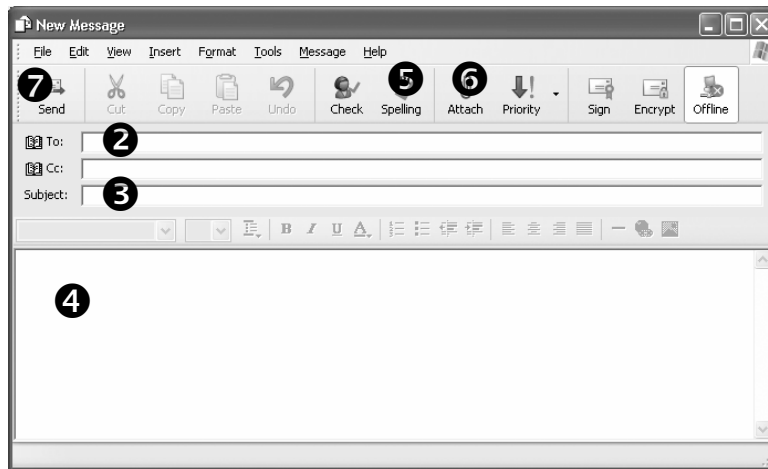 New Message
File Edit View Insert Format Tools Message Help
7 5 6
Send Cut Copy Paste Undo Check Spelling Attach Priority Sign Encrypt Offline
To: 2
Cc:
Subject: 3
B I U A
4